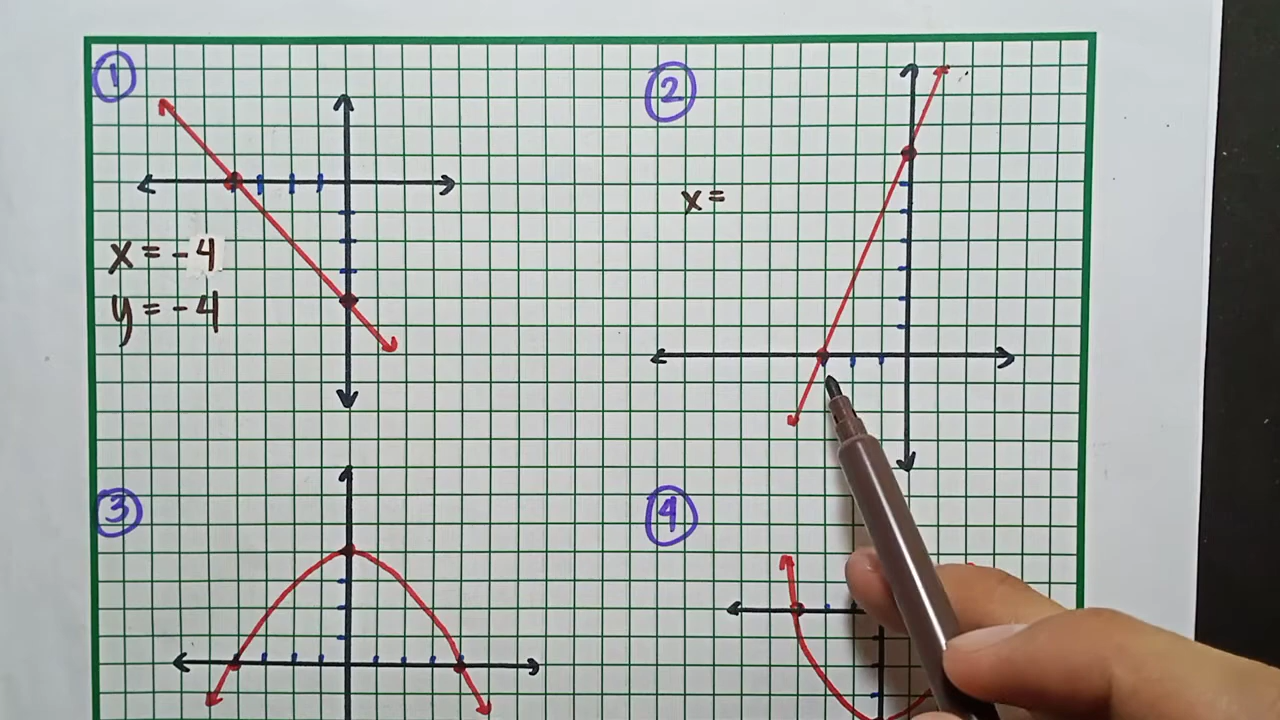 1
x = -4
y = -4
2
x =
3
4